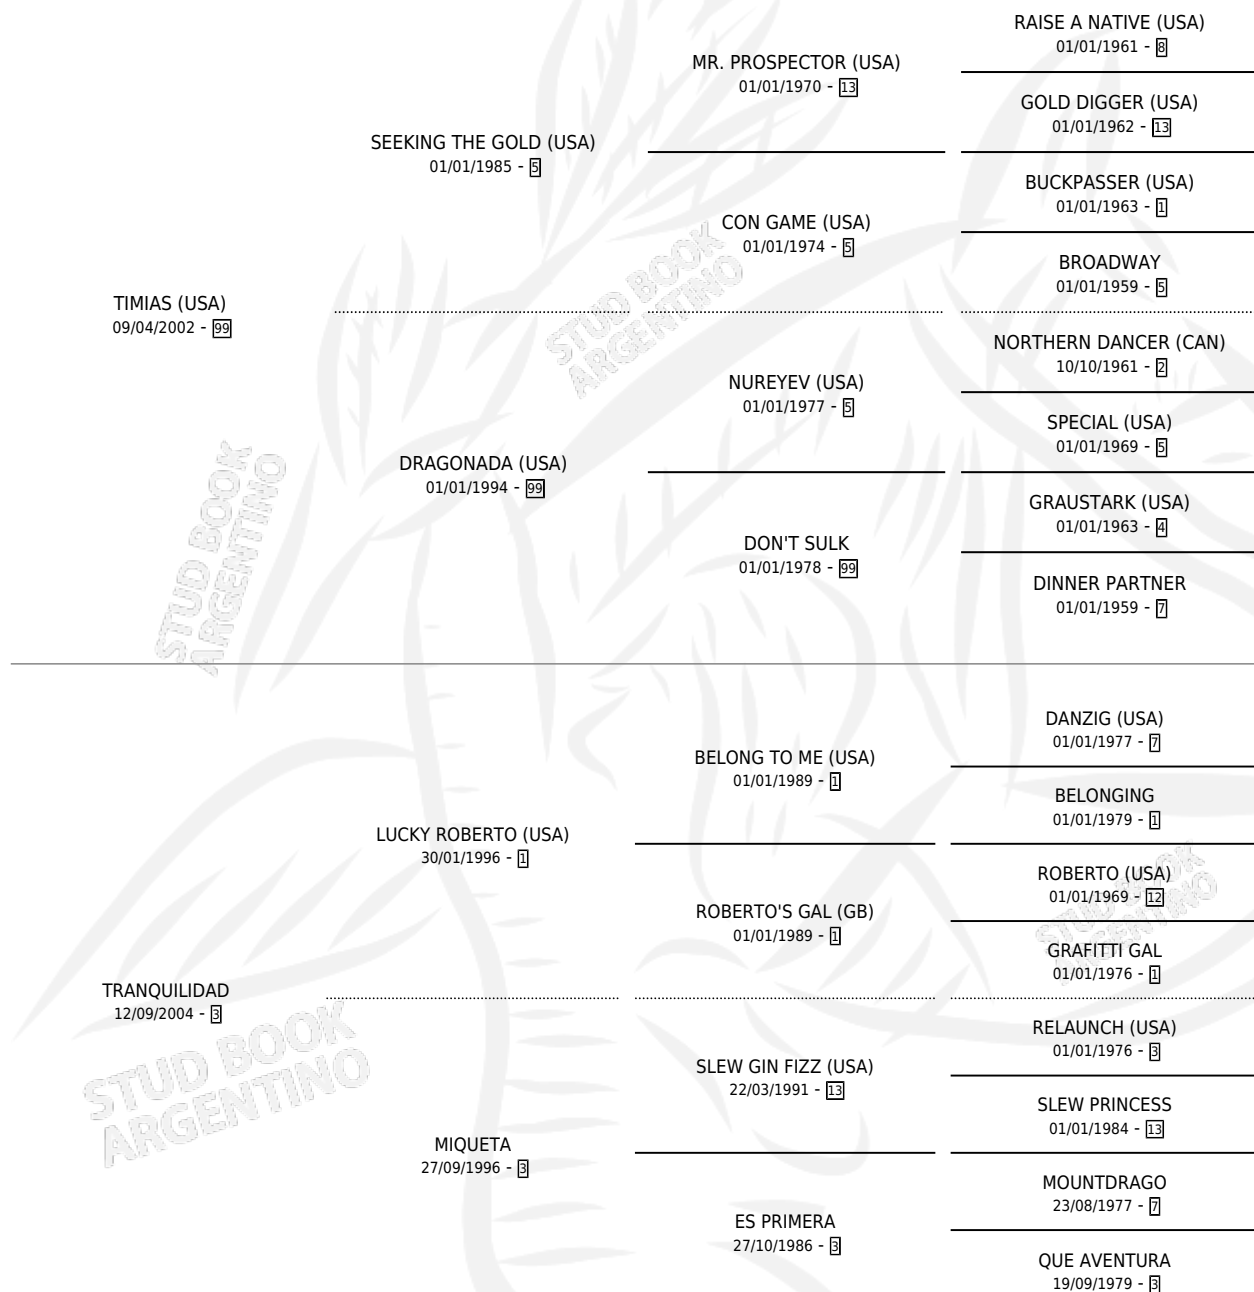 RAISE A NATIVE (USA)
01/01/1961 - 8
MR. PROSPECTOR (USA)
01/01/1970 - 13
GOLD DIGGER (USA)
01/01/1962 - 13
SEEKING THE GOLD (USA)
01/01/1985 - 5
BUCKPASSER (USA)
01/01/1963 - 1
CON GAME (USA)
01/01/1974 - 5
BROADWAY
01/01/1959 - 5
TIMIAS (USA)
09/04/2002 - 99
NORTHERN DANCER (CAN)
10/10/1961 - 2
NUREYEV (USA)
01/01/1977 - 5
SPECIAL (USA)
01/01/1969 - 5
DRAGONADA (USA)
01/01/1994 - 99
GRAUSTARK (USA)
01/01/1963 - 4
DON'T SULK
01/01/1978 - 99
DINNER PARTNER
01/01/1959 - 7
DANZIG (USA)
01/01/1977 - 7
BELONG TO ME (USA)
01/01/1989 - 1
BELONGING
01/01/1979 - 1
LUCKY ROBERTO (USA)
30/01/1996 - 1
ROBERTO (USA)
01/01/1969 - 12
ROBERTO'S GAL (GB)
01/01/1989 - 1
GRAFITTI GAL
01/01/1976 - 1
TRANQUILIDAD
12/09/2004 - 3
RELAUNCH (USA)
01/01/1976 - 3
SLEW GIN FIZZ (USA)
22/03/1991 - 13
SLEW PRINCESS
01/01/1984 - 13
MIQUETA
27/09/1996 - 3
MOUNTDRAGO
23/08/1977 - 7
ES PRIMERA
27/10/1986 - 3
QUE AVENTURA
19/09/1979 - 3
STUD BOOK
ARGENTINO
STUD BOOK
ARGENTINO
STUD BOOK
ARGENTINO
STUD BOOK
ARGENTINO